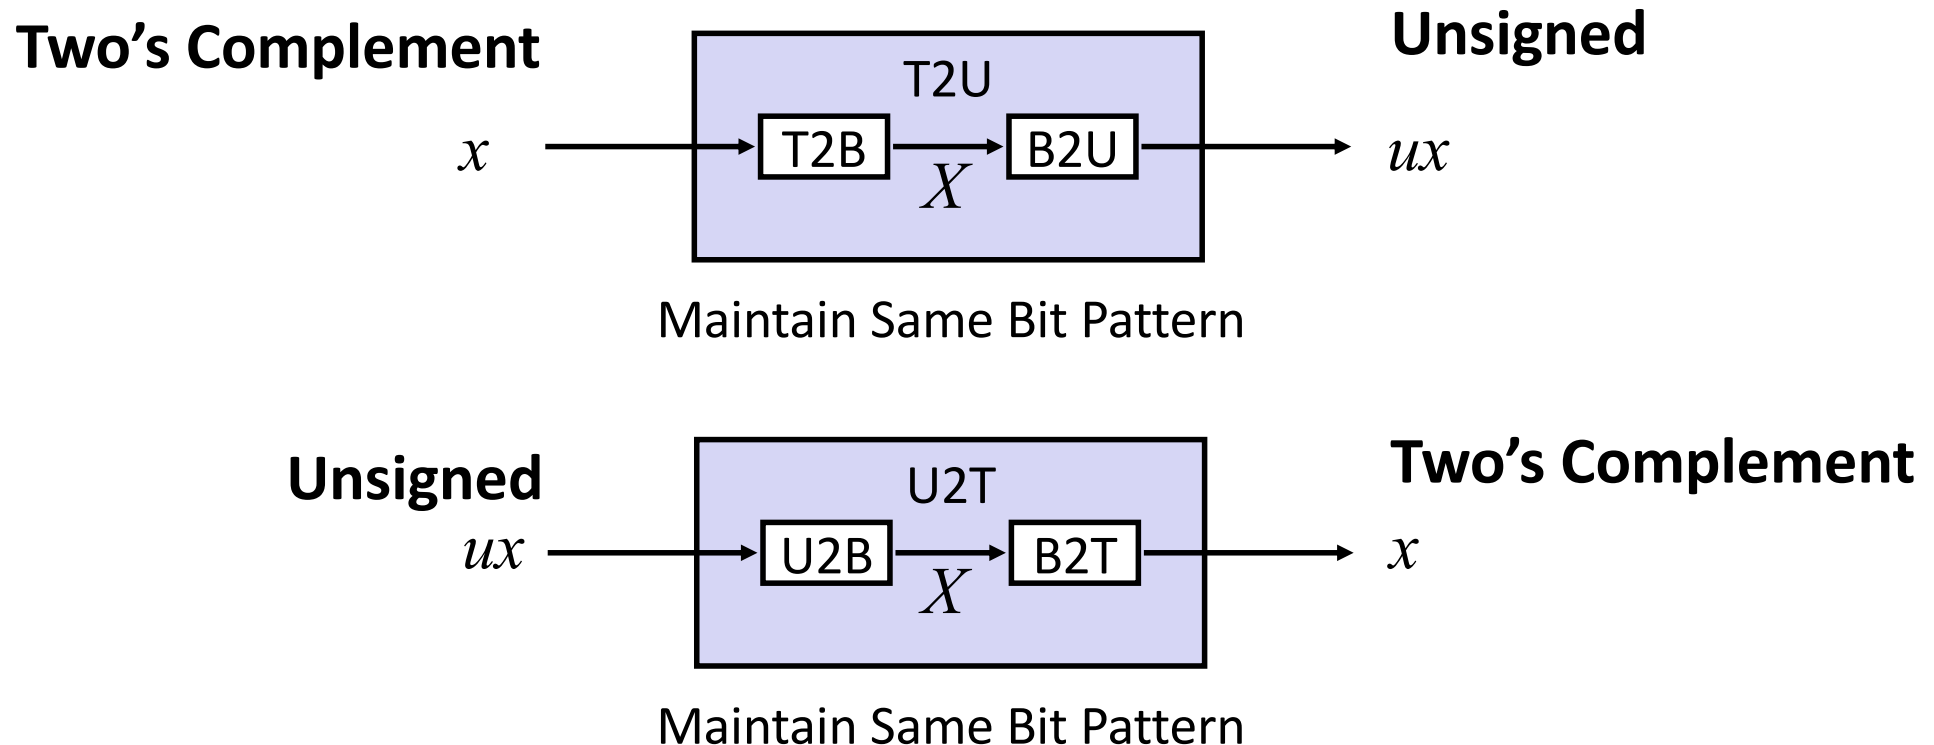 Two’s Complement
Unsigned
T2U
x
T2B
X
B2U
ux
Maintain Same Bit Pattern
Unsigned
Two’s Complement
U2T
ux
U2B
X
B2T
x
Maintain Same Bit Pattern